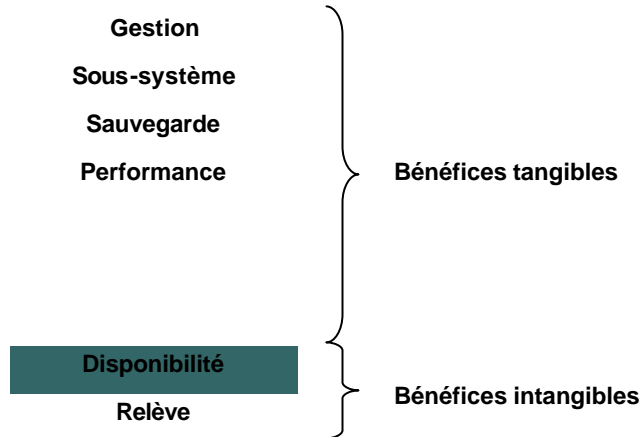 Gestion
Sous-système
Sauvegarde
Performance
Bénéfices tangibles
Disponibilité
Relève
Bénéfices intangibles